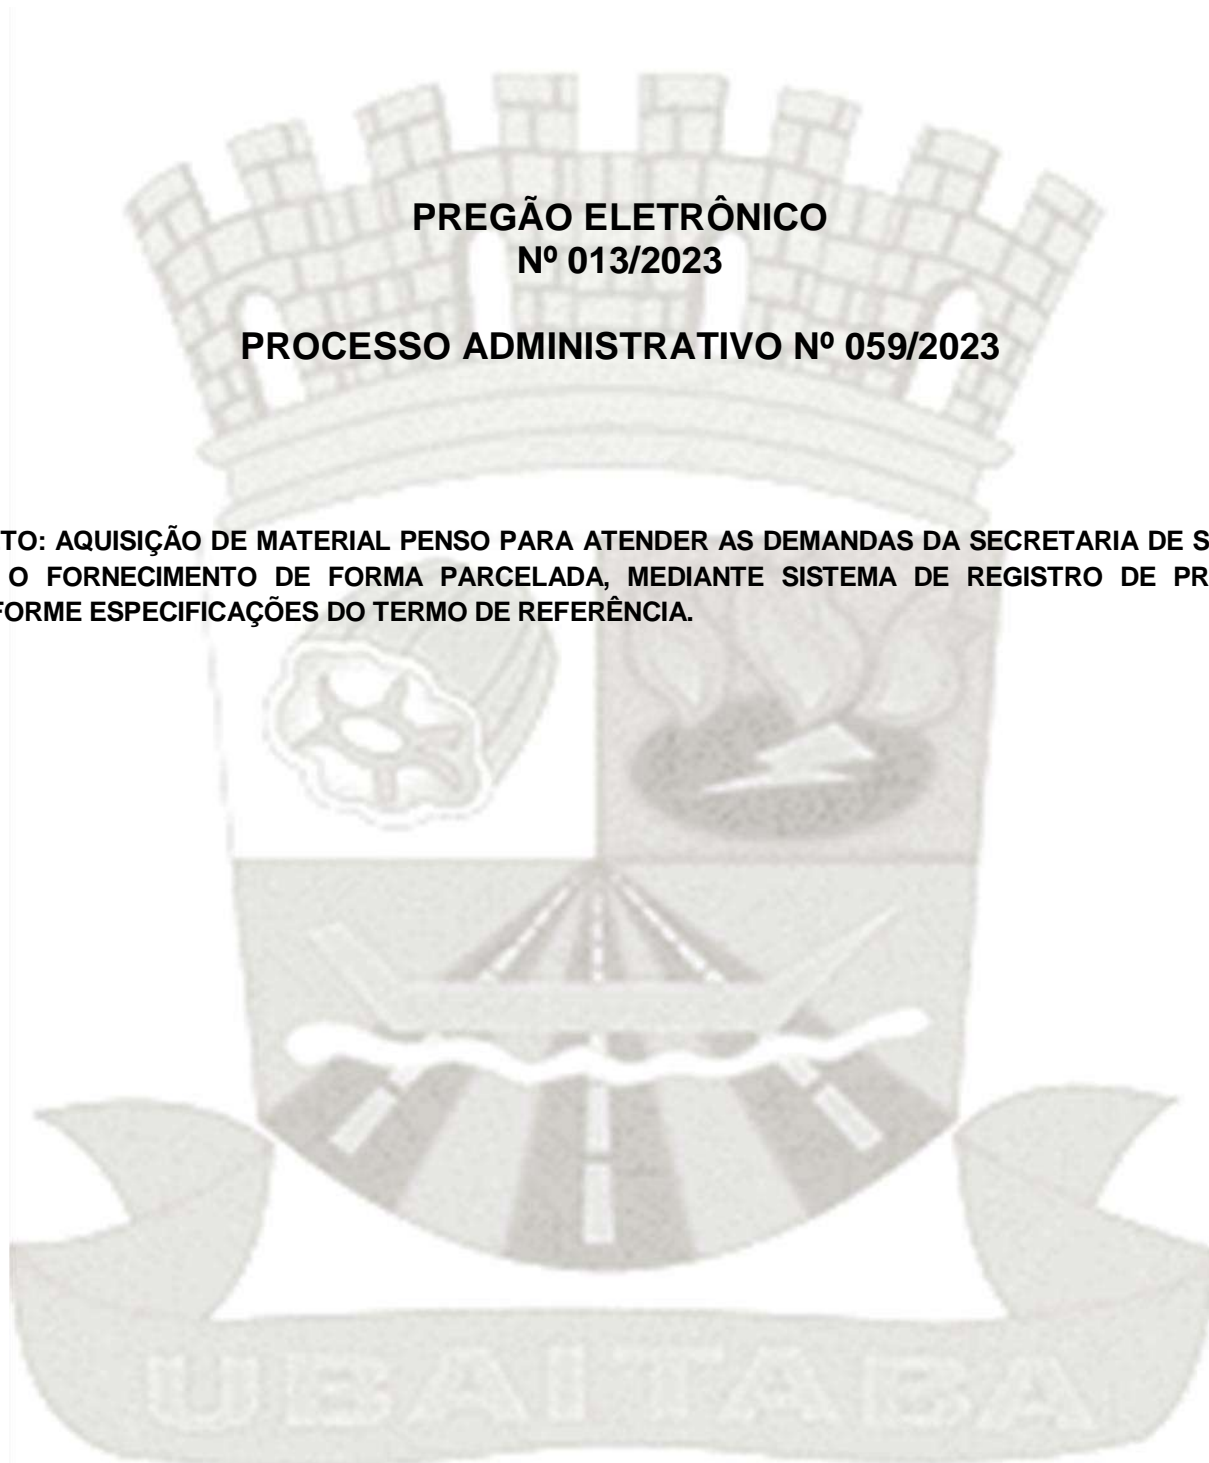 PREGÃO ELETRÔNICO
Nº 013/2023
PROCESSO ADMINISTRATIVO Nº 059/2023
TO: AQUISIÇÃO DE MATERIAL PENSO PARA ATENDER AS DEMANDAS DA SECRETARIA DE S
O FORNECIMENTO DE FORMA PARCELADA, MEDIANTE SISTEMA DE REGISTRO DE PR
FORME ESPECIFICAÇÕES DO TERMO DE REFERÊNCIA.
UBAITABA